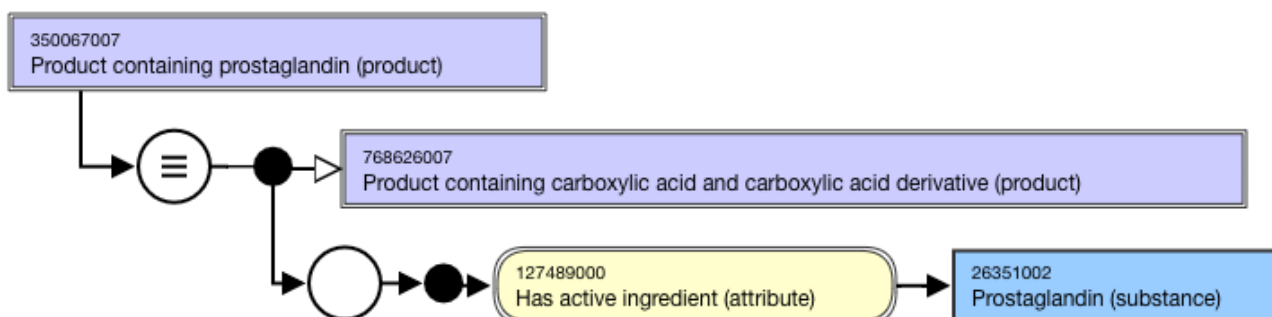 350067007
Product containing prostaglandin (product)
768626007
Product containing carboxylic acid and carboxylic acid derivative (product)
127489000
Has active ingredient (attribute)
26351002
Prostaglandin (substance)